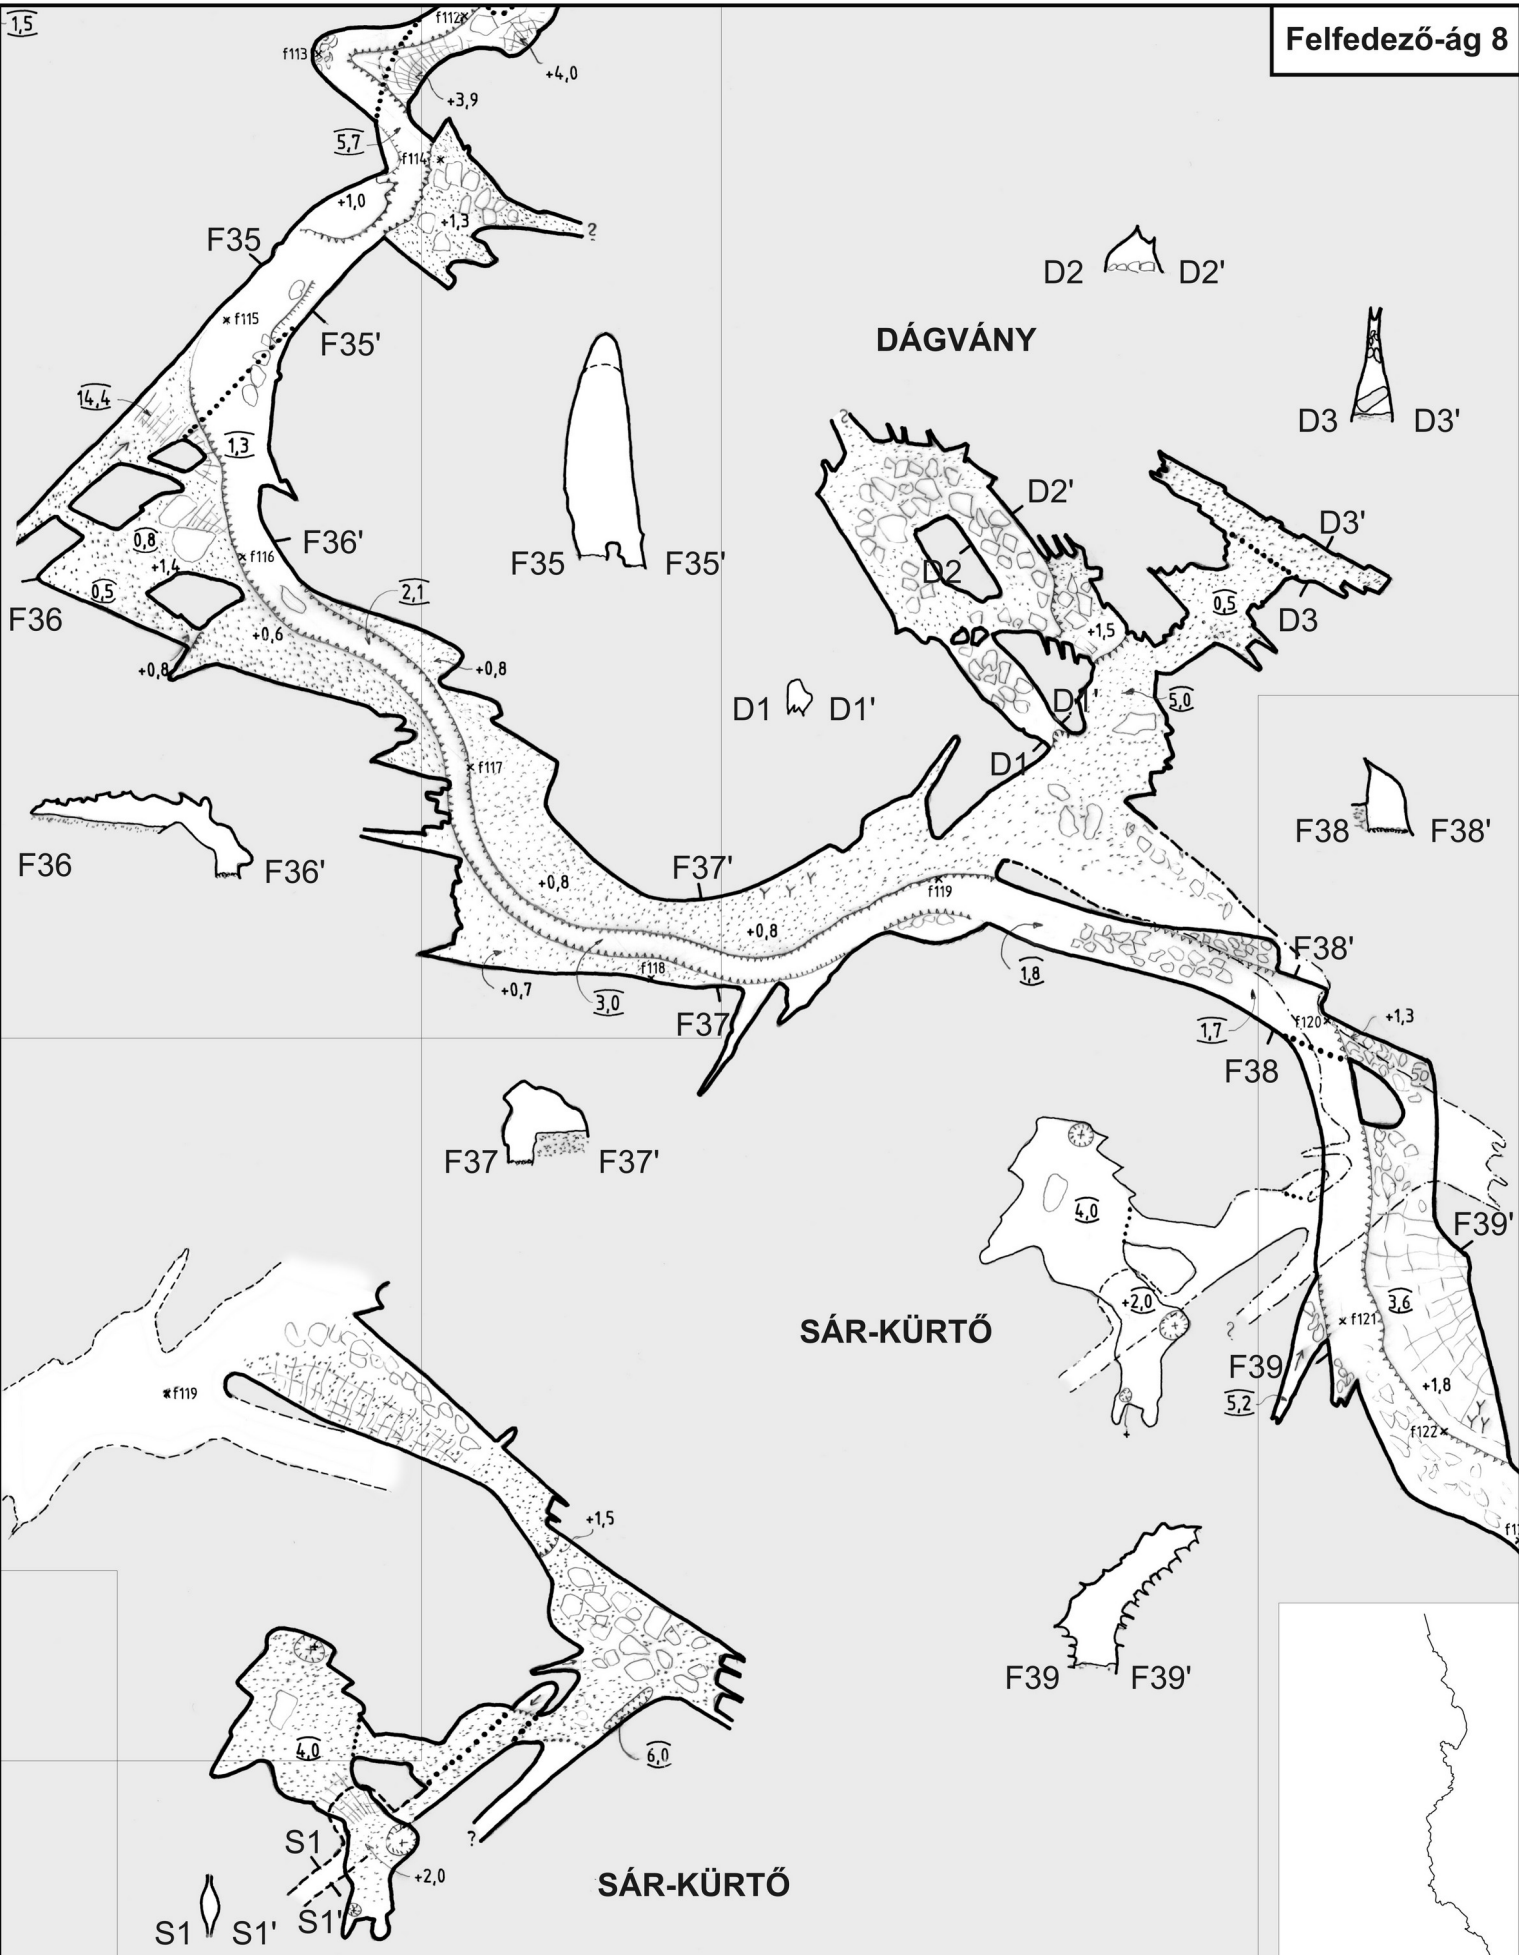 1,5
f112
Felfedező-ág 8
f113
+4,0
+3,9
5,7
f114
+1,0
+1,3
?
F35
D2 D2'
f115
F35'
DÁGVÁNY
14,4
D3 D3'
?
1,3
D2'
D3'
0,8
F36'
f116
F35 F35'
+1,4
D2
0,5
2,1
0,5
F36
D3
+0,6
+1,5
+0,8
+0,8
D1'
5,0
D1 D1'
f117
D1
F38 F38'
F36 F36'
F37'
+0,8
f119
+0,8
F38'
f118
1,8
+0,7
3,0
F37
1,7
f120
+1,3
F38
50
F37 F37'
4,0
F39'
+2,0
3,6
SÁR-KÜRTŐ
?
f121
F39
f119
+1,8
5,2
f122
+1,5
F39 F39'
4,0
6,0
?
S1
+2,0
SÁR-KÜRTŐ
S1'
S1 S1'